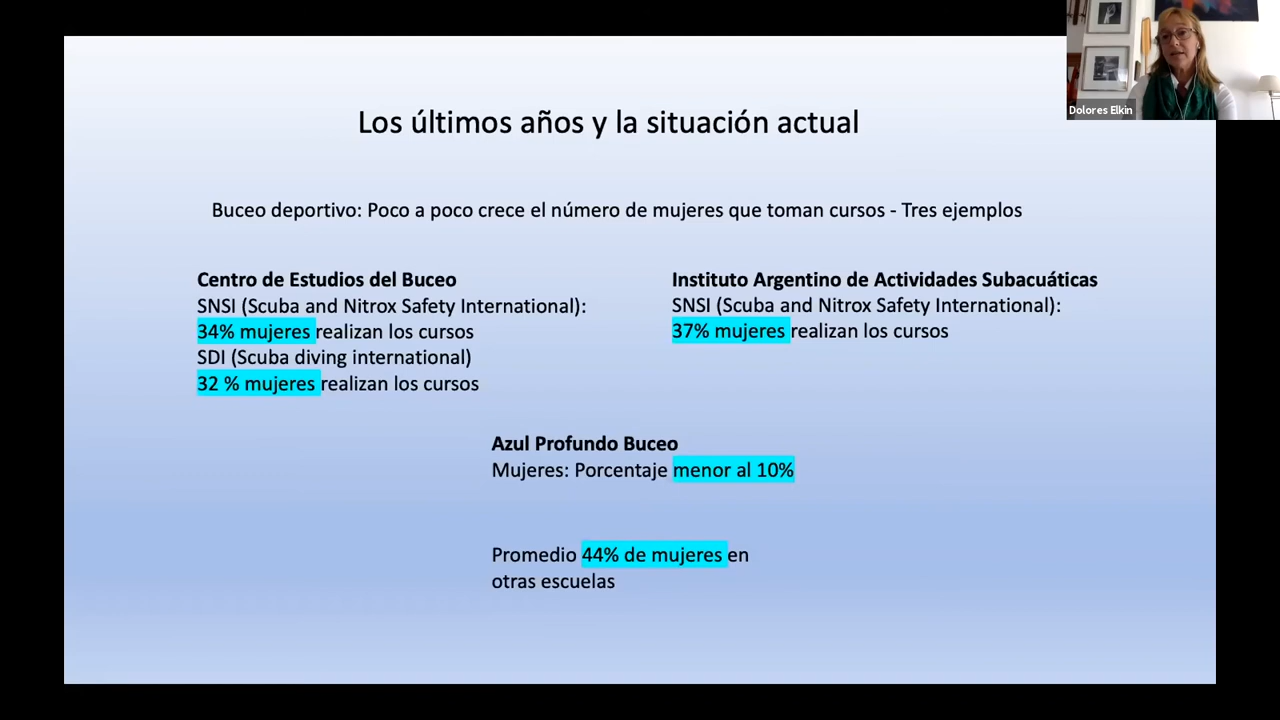 Dolores Elkin
Los últimos años y la situación actual
Buceo deportivo: Poco a poco crece el número de mujeres que toman cursos - Tres ejemplos
Centro de Estudios del Buceo
SNSI (Scuba and Nitrox Safety International):
34% mujeres realizan los cursos
SDI (Scuba diving international)
32 % mujeres realizan los cursos
Instituto Argentino de Actividades Subacuáticas
SNSI (Scuba and Nitrox Safety International):
37% mujeres realizan los cursos
Azul Profundo Buceo
Mujeres: Porcentaje menor al 10%
Promedio 44% de mujeres en
otras escuelas